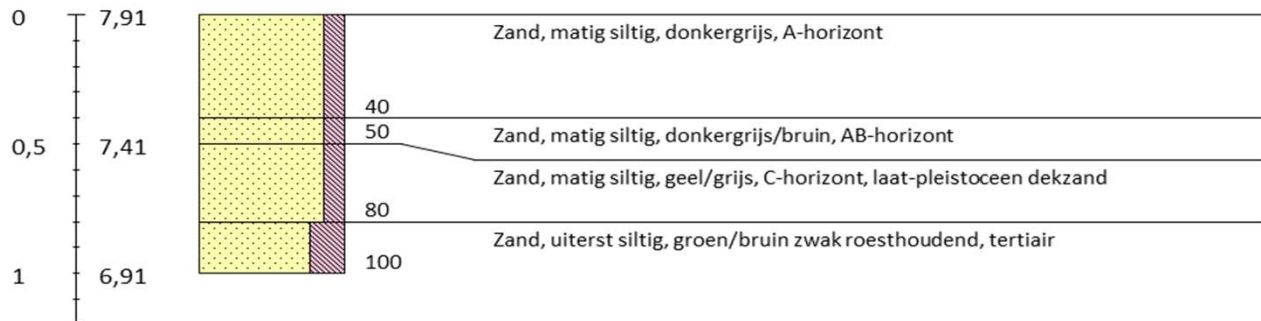 0 7,91 Zand, matig siltig, donkergrijs, A-horizont
40
50 Zand, matig siltig, donkergrijs/bruin, AB-horizont
0,5 7,41
Zand, matig siltig, geel/grijs, C-horizont, laat-pleistoceen dekzand
80
Zand, uiterst siltig, groen/bruin zwak roesthoudend, tertiair
100
1 6,91